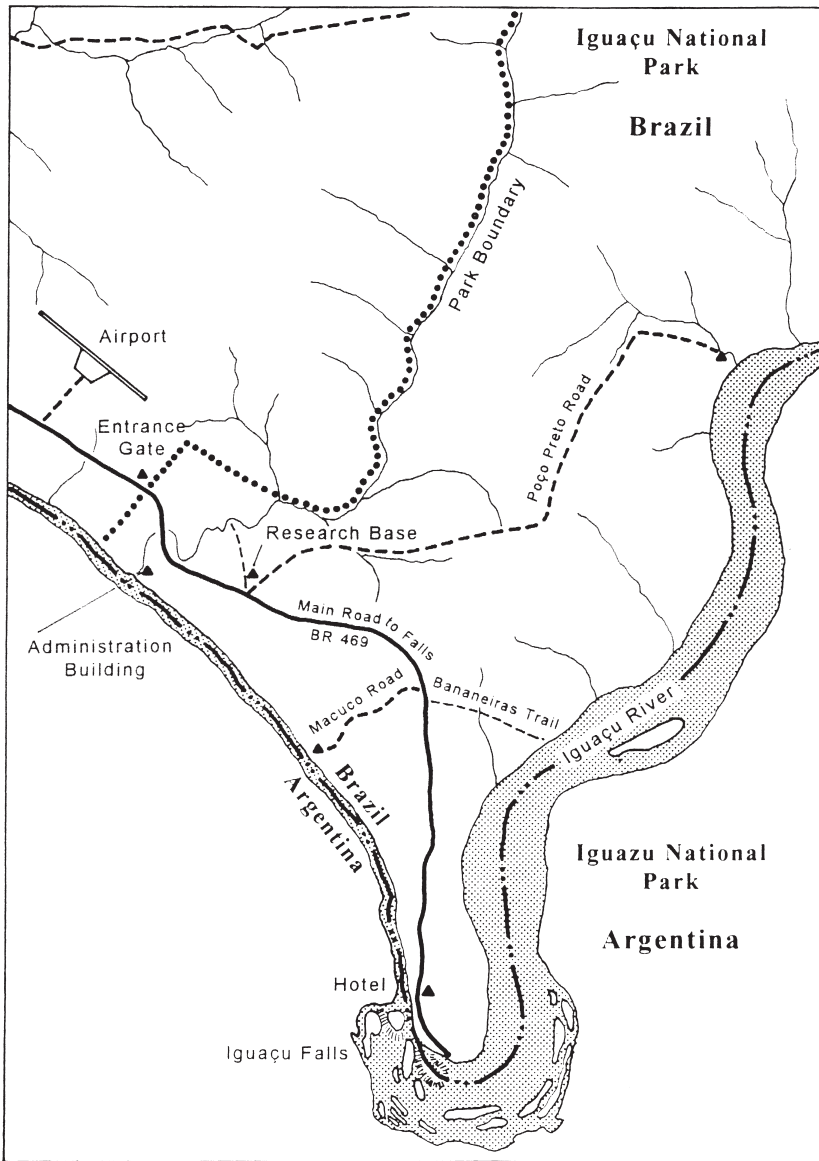 Iguaçu National
Park
Brazil
Park Boundary
Airport
Entrance
Gate
Poço Preto Road
Research Base
Main Road to Falls
BR 469
Administration
Building
Macuco Road
Bananeiras Trail
Iguaçu River
Brazil
Argentina
Iguazu National
Park
Argentina
Hotel
Iguaçu Falls